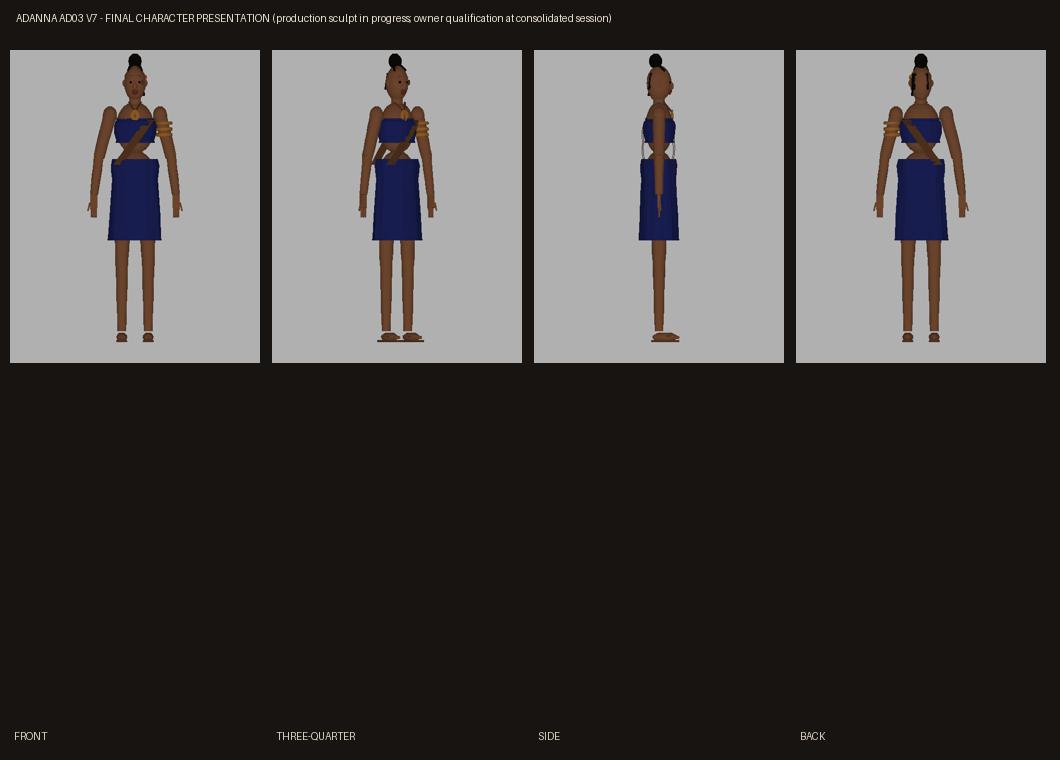 ADANNA AD03 V7 - FINAL CHARACTER PRESENTATION (production sculpt in progress; owner qualification at consolidated session)
FRONT
THREE-QUARTER
SIDE
BACK